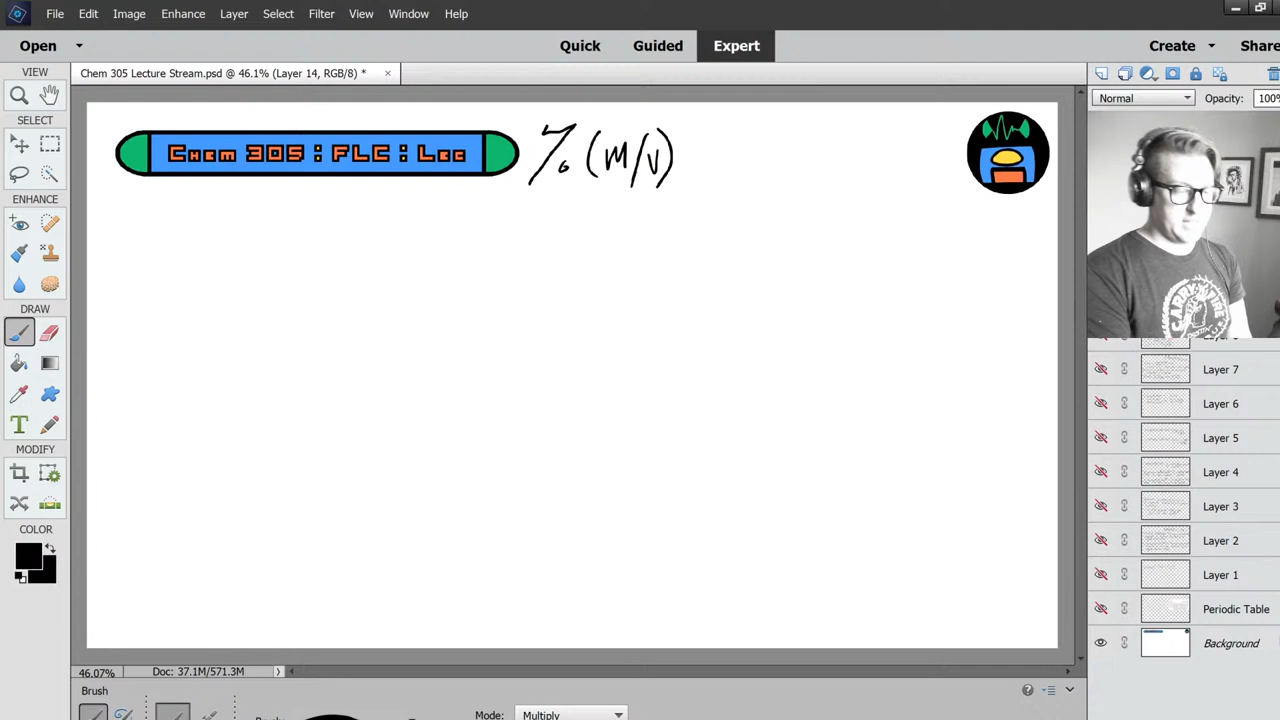 File Edit Image Enhance Layer Select Filter View Window Help
Open Quick Guided Expert Create Share
VIEW
Chem 305 Lecture Stream.psd @ 46.1% (Layer 14, RGB/8) * ×
Normal Opacity: 100%
SELECT
Chem 305 : FLC : Lec % (m/v)
ENHANCE
DRAW
MODIFY
COLOR
Layer 7
Layer 6
Layer 5
Layer 4
Layer 3
Layer 2
Layer 1
Periodic Table
Background
46.07% Doc: 37.1M/571.3M
Brush
Mode: Multiply